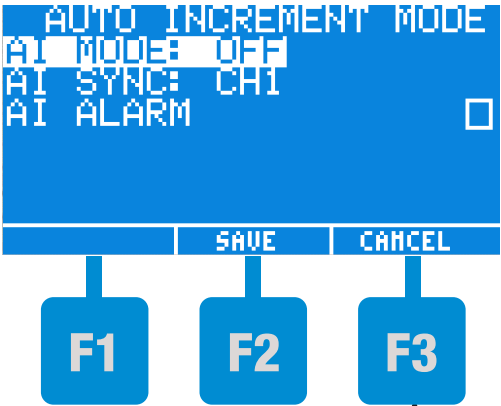 AUTO INCREMENT MODE
AI MODE: OFF
AI SYNC: CH1
AI ALARM
SAVE CANCEL
F1 F2 F3